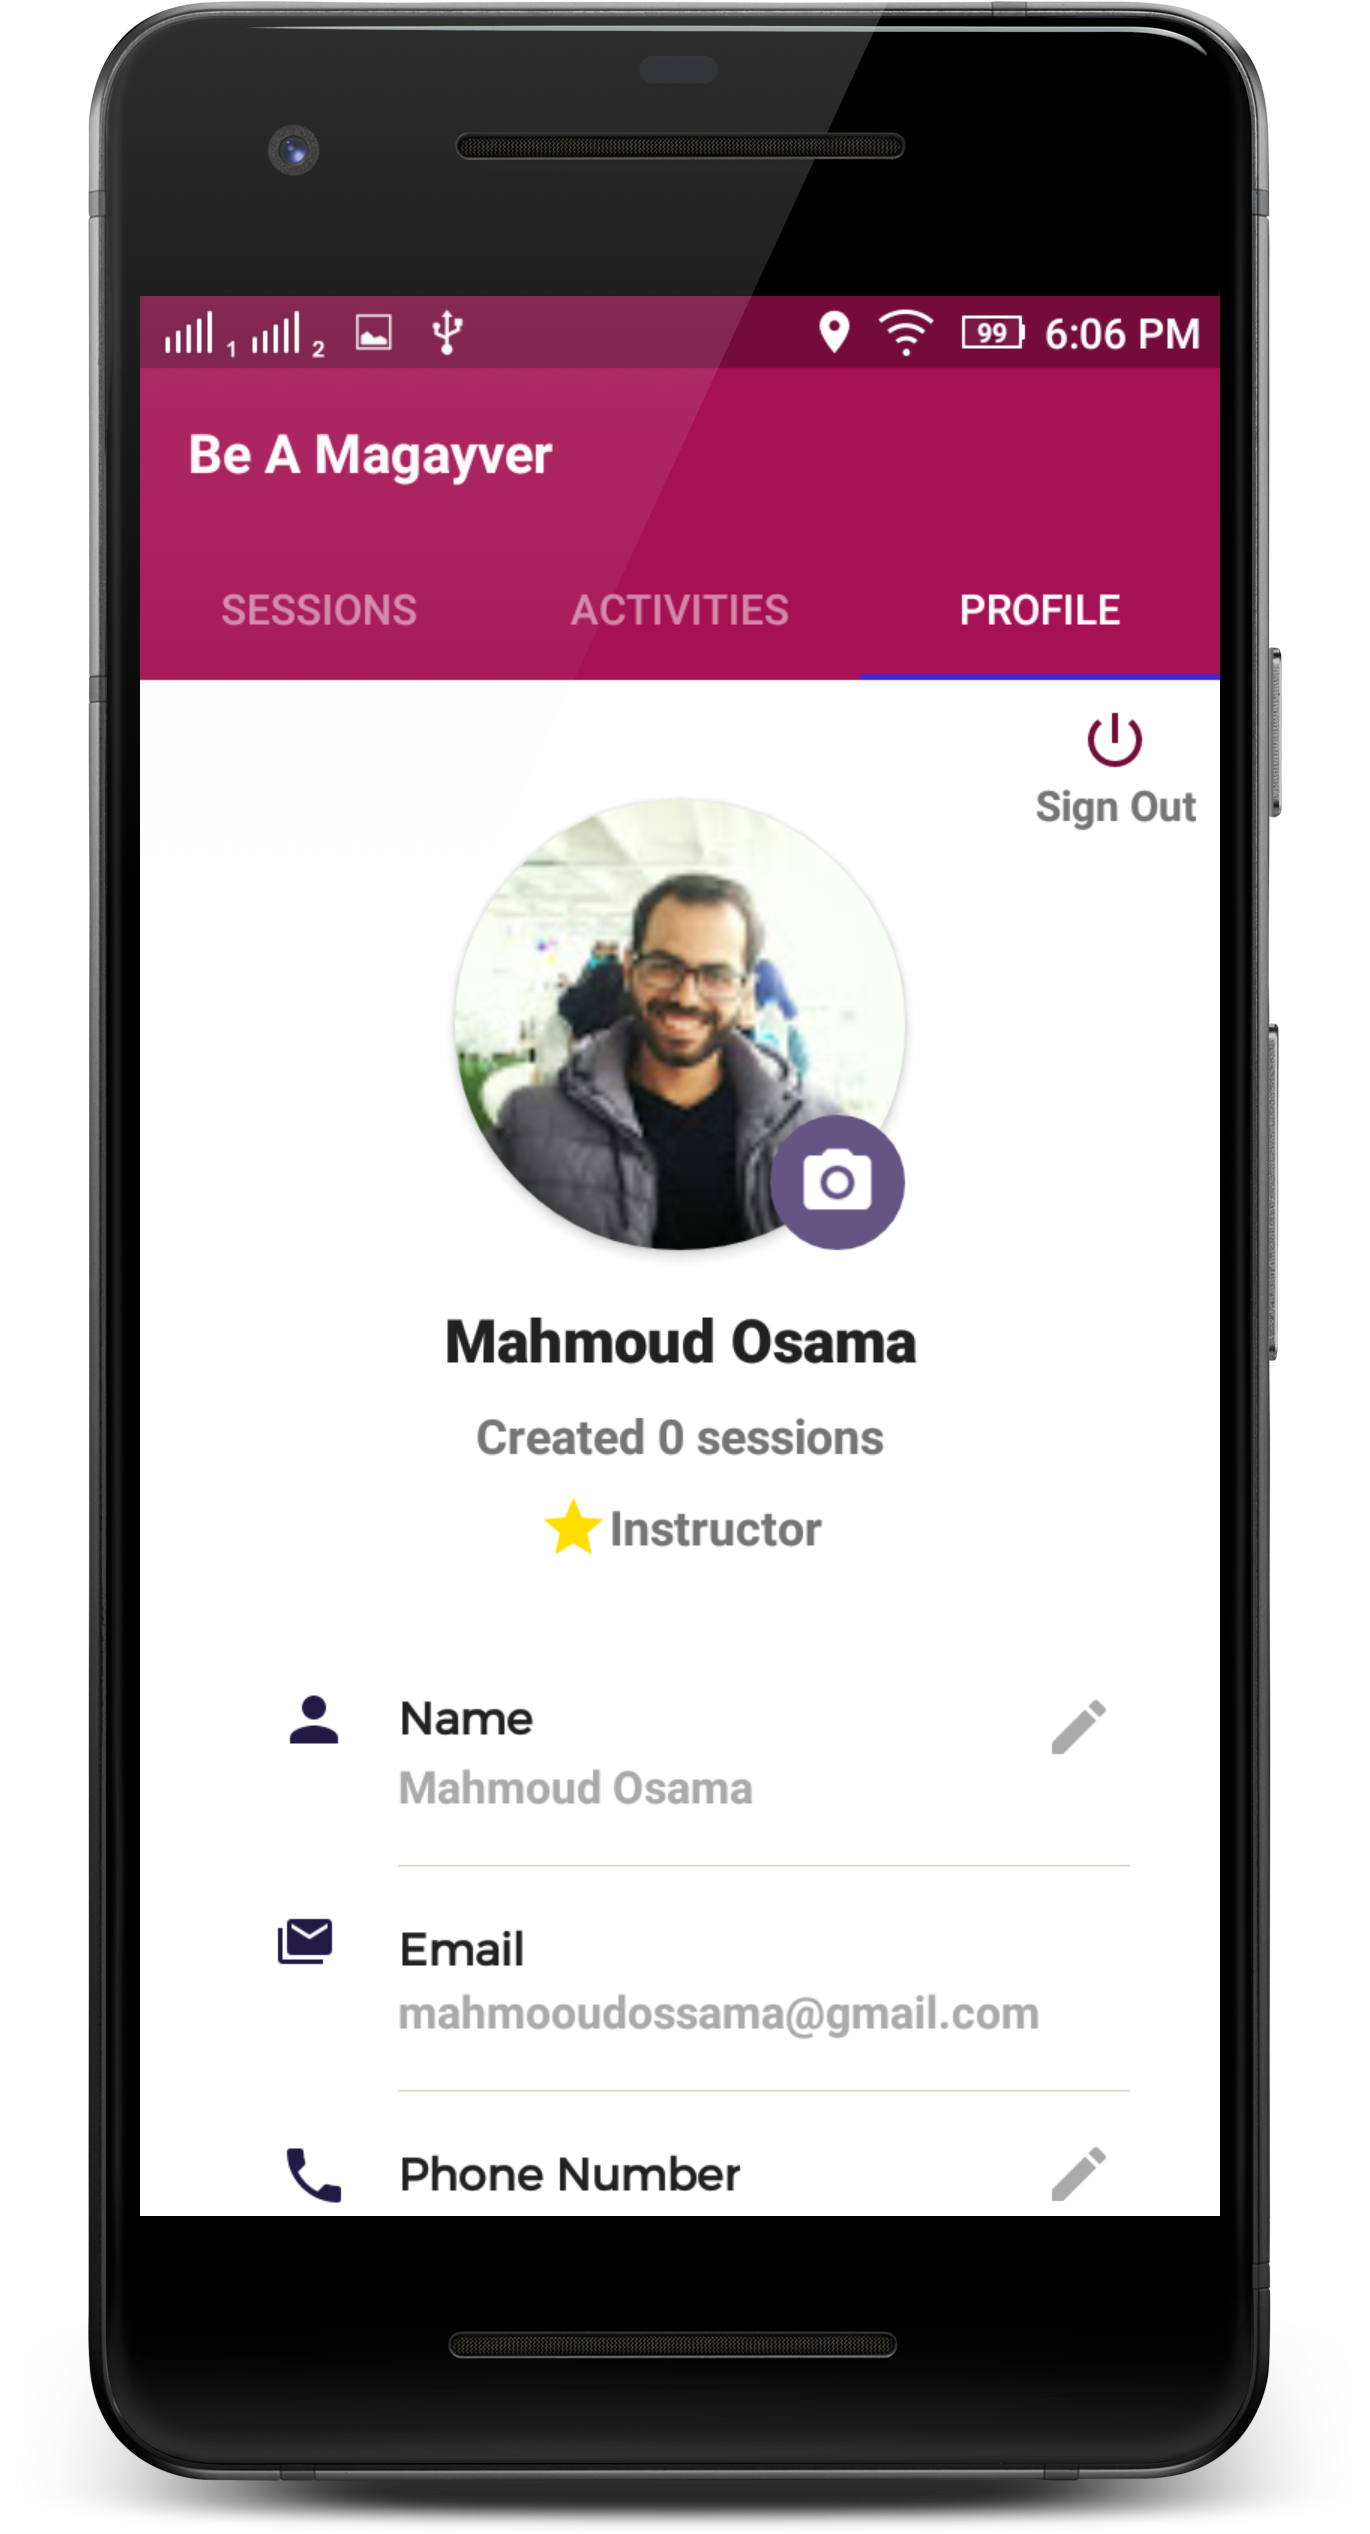 1 2 99 6:06 PM
Be A Magayver
SESSIONS ACTIVITIES PROFILE
Sign Out
Mahmoud Osama
Created 0 sessions
Instructor
Name
Mahmoud Osama
Email
mahmooudossama@gmail.com
Phone Number